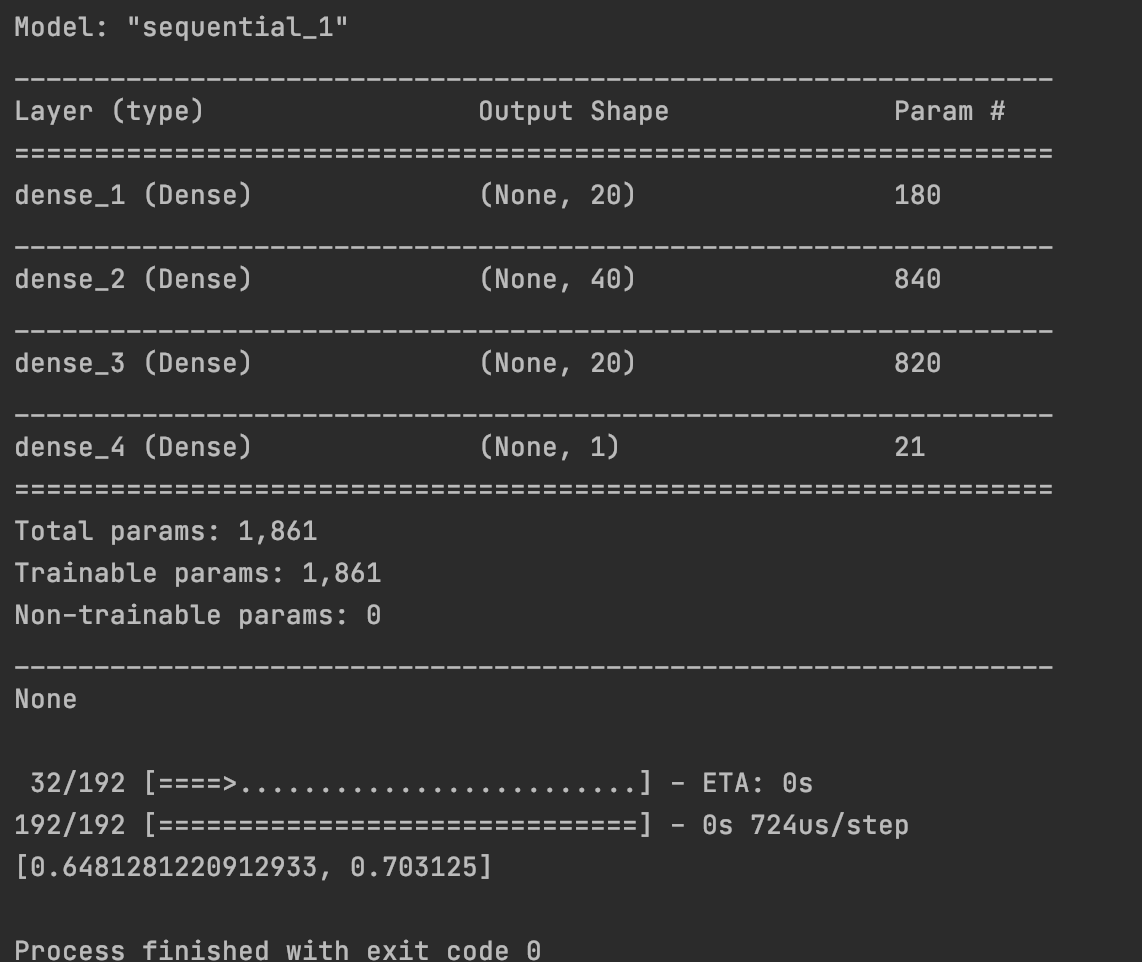 Model: "sequential_1"
_________________________________________________________________
Layer (type)                 Output Shape              Param #
=================================================================
dense_1 (Dense)              (None, 20)                180
_________________________________________________________________
dense_2 (Dense)              (None, 40)                840
_________________________________________________________________
dense_3 (Dense)              (None, 20)                820
_________________________________________________________________
dense_4 (Dense)              (None, 1)                 21
=================================================================
Total params: 1,861
Trainable params: 1,861
Non-trainable params: 0
_________________________________________________________________
None
 32/192 [====>.........................] - ETA: 0s
192/192 [==============================] - 0s 724us/step
[0.6481281220912933, 0.703125]
Process finished with exit code 0